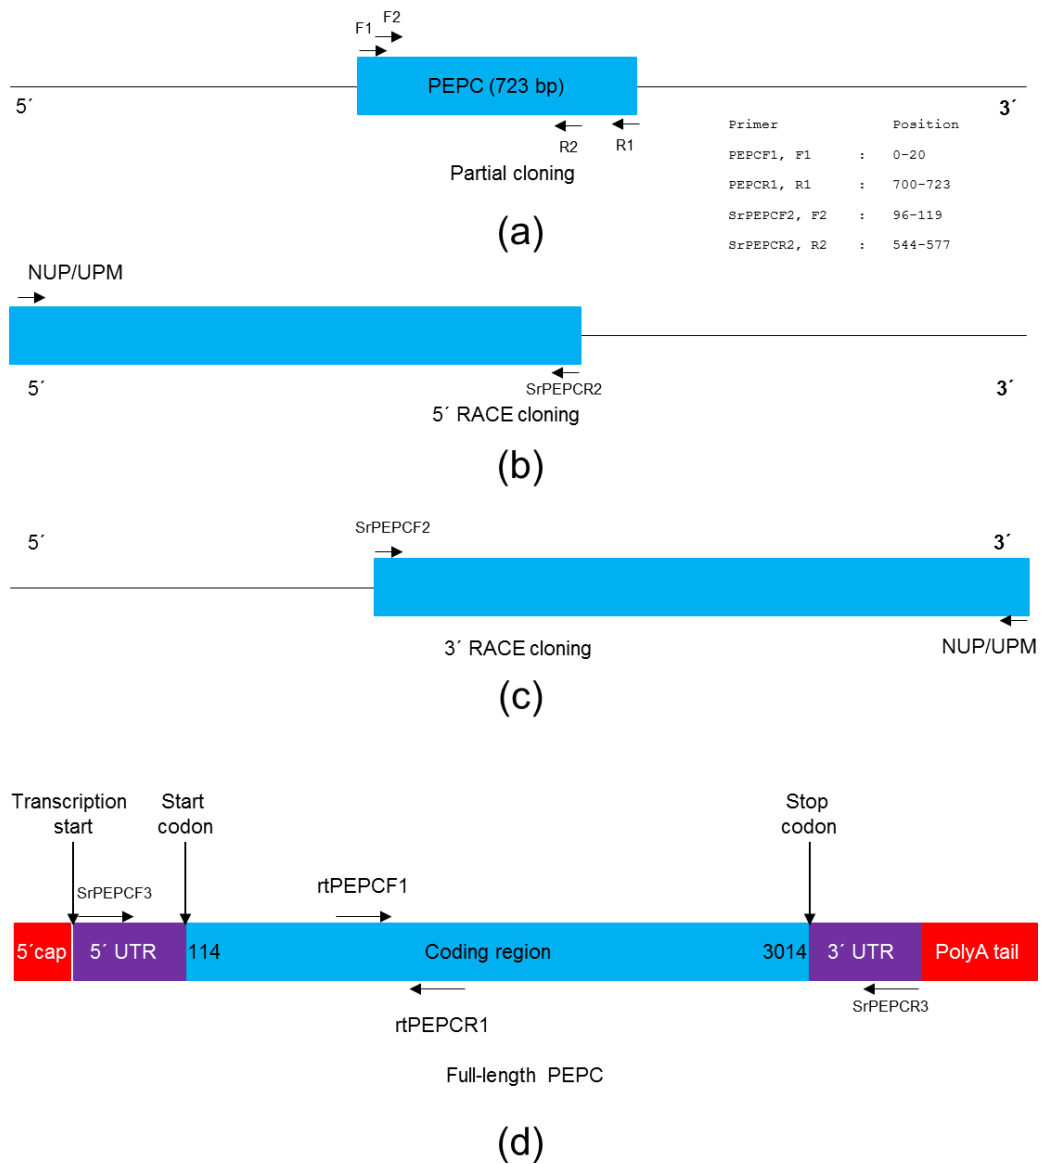 F1
F2
PEPC (723 bp)
5´
3´
R2
R1
Partial cloning
Primer Position
PEPCF1, F1 : 0-20
PEPCR1, R1 : 700-723
SrPEPCF2, F2 : 96-119
SrPEPCR2, R2 : 544-577
(a)
NUP/UPM
5´
3´
SrPEPCR2
5´ RACE cloning
(b)
SrPEPCF2
5´
3´
3´ RACE cloning
NUP/UPM
(c)
Transcription
start
Start
codon
Stop
codon
SrPEPCF3
rtPEPCF1
5´cap
5´ UTR
114
Coding region
3014
3´ UTR
PolyA tail
SrPEPCR3
rtPEPCR1
Full-length PEPC
(d)